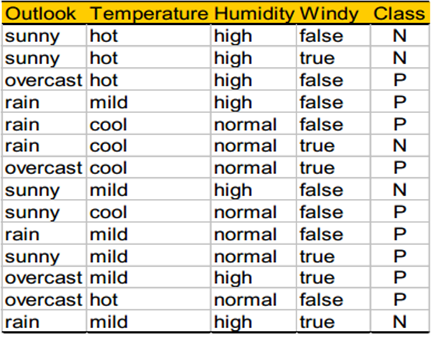 Outlook Temperature Humidity Windy Class
sunny hot high false N
sunny hot high true N
overcast hot high false P
rain mild high false P
rain cool normal false P
rain cool normal true N
overcast cool normal true P
sunny mild high false N
sunny cool normal false P
rain mild normal false P
sunny mild normal true P
overcast mild high true P
overcast hot normal false P
rain mild high true N